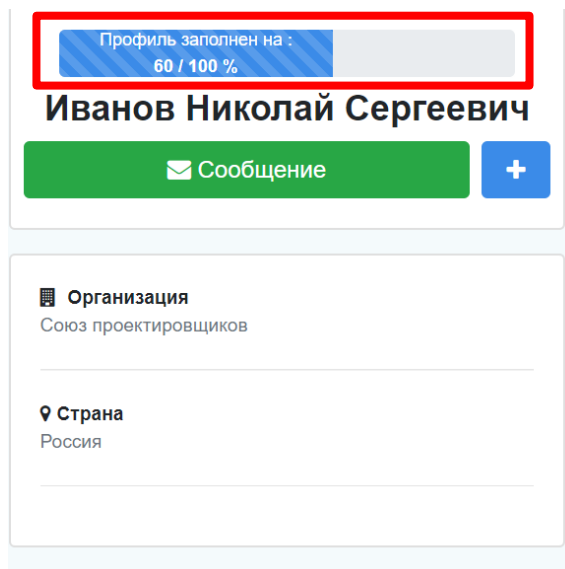 Профиль заполнен на :
60 / 100 %
Иванов Николай Сергеевич
Сообщение
Организация
Союз проектировщиков
Страна
Россия